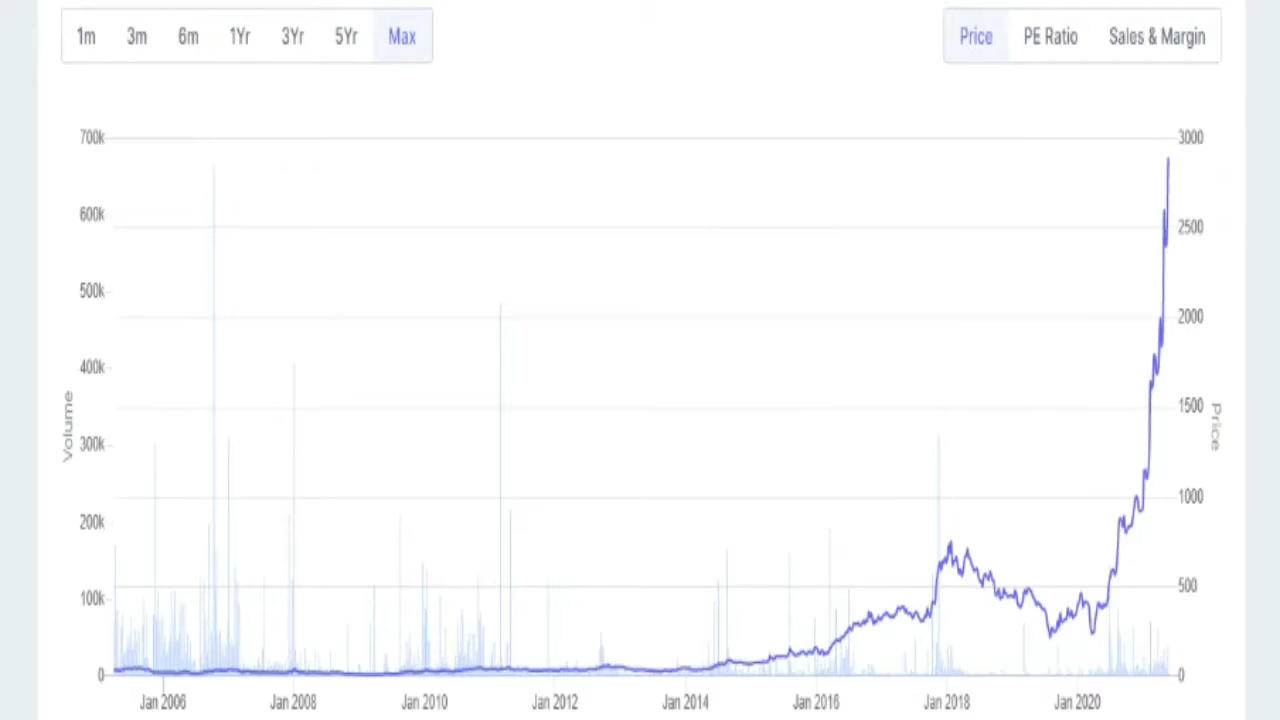 1m 3m 6m 1Yr 3Yr 5Yr Max Price PE Ratio Sales & Margin
700k 3000
600k 2500
500k 2000
400k 1500
300k 1000
200k 500
100k 0
0
Volume
Price
Jan 2006 Jan 2008 Jan 2010 Jan 2012 Jan 2014 Jan 2016 Jan 2018 Jan 2020